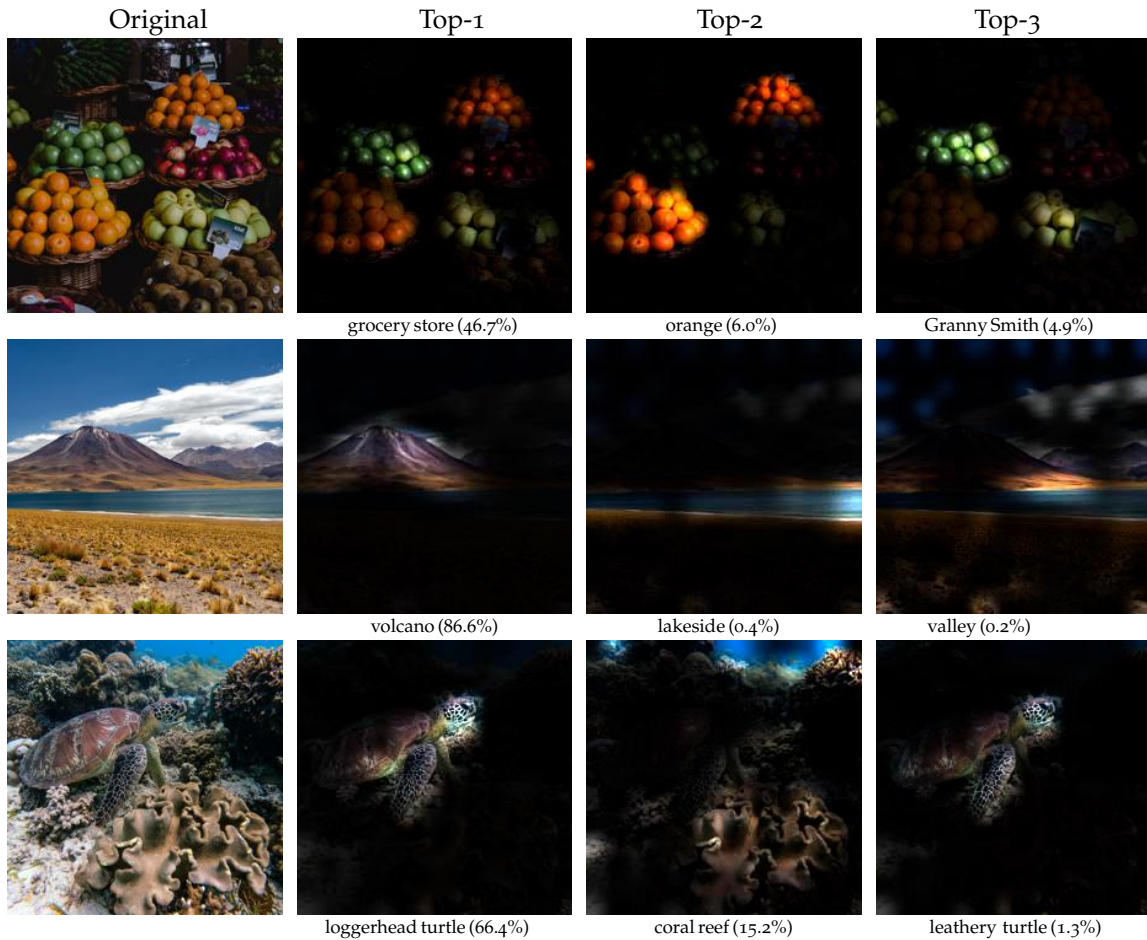 Original Top-1 Top-2 Top-3
grocery store (46.7%) orange (6.0%) Granny Smith (4.9%)
volcano (86.6%) lakeside (0.4%) valley (0.2%)
loggerhead turtle (66.4%) coral reef (15.2%) leathery turtle (1.3%)